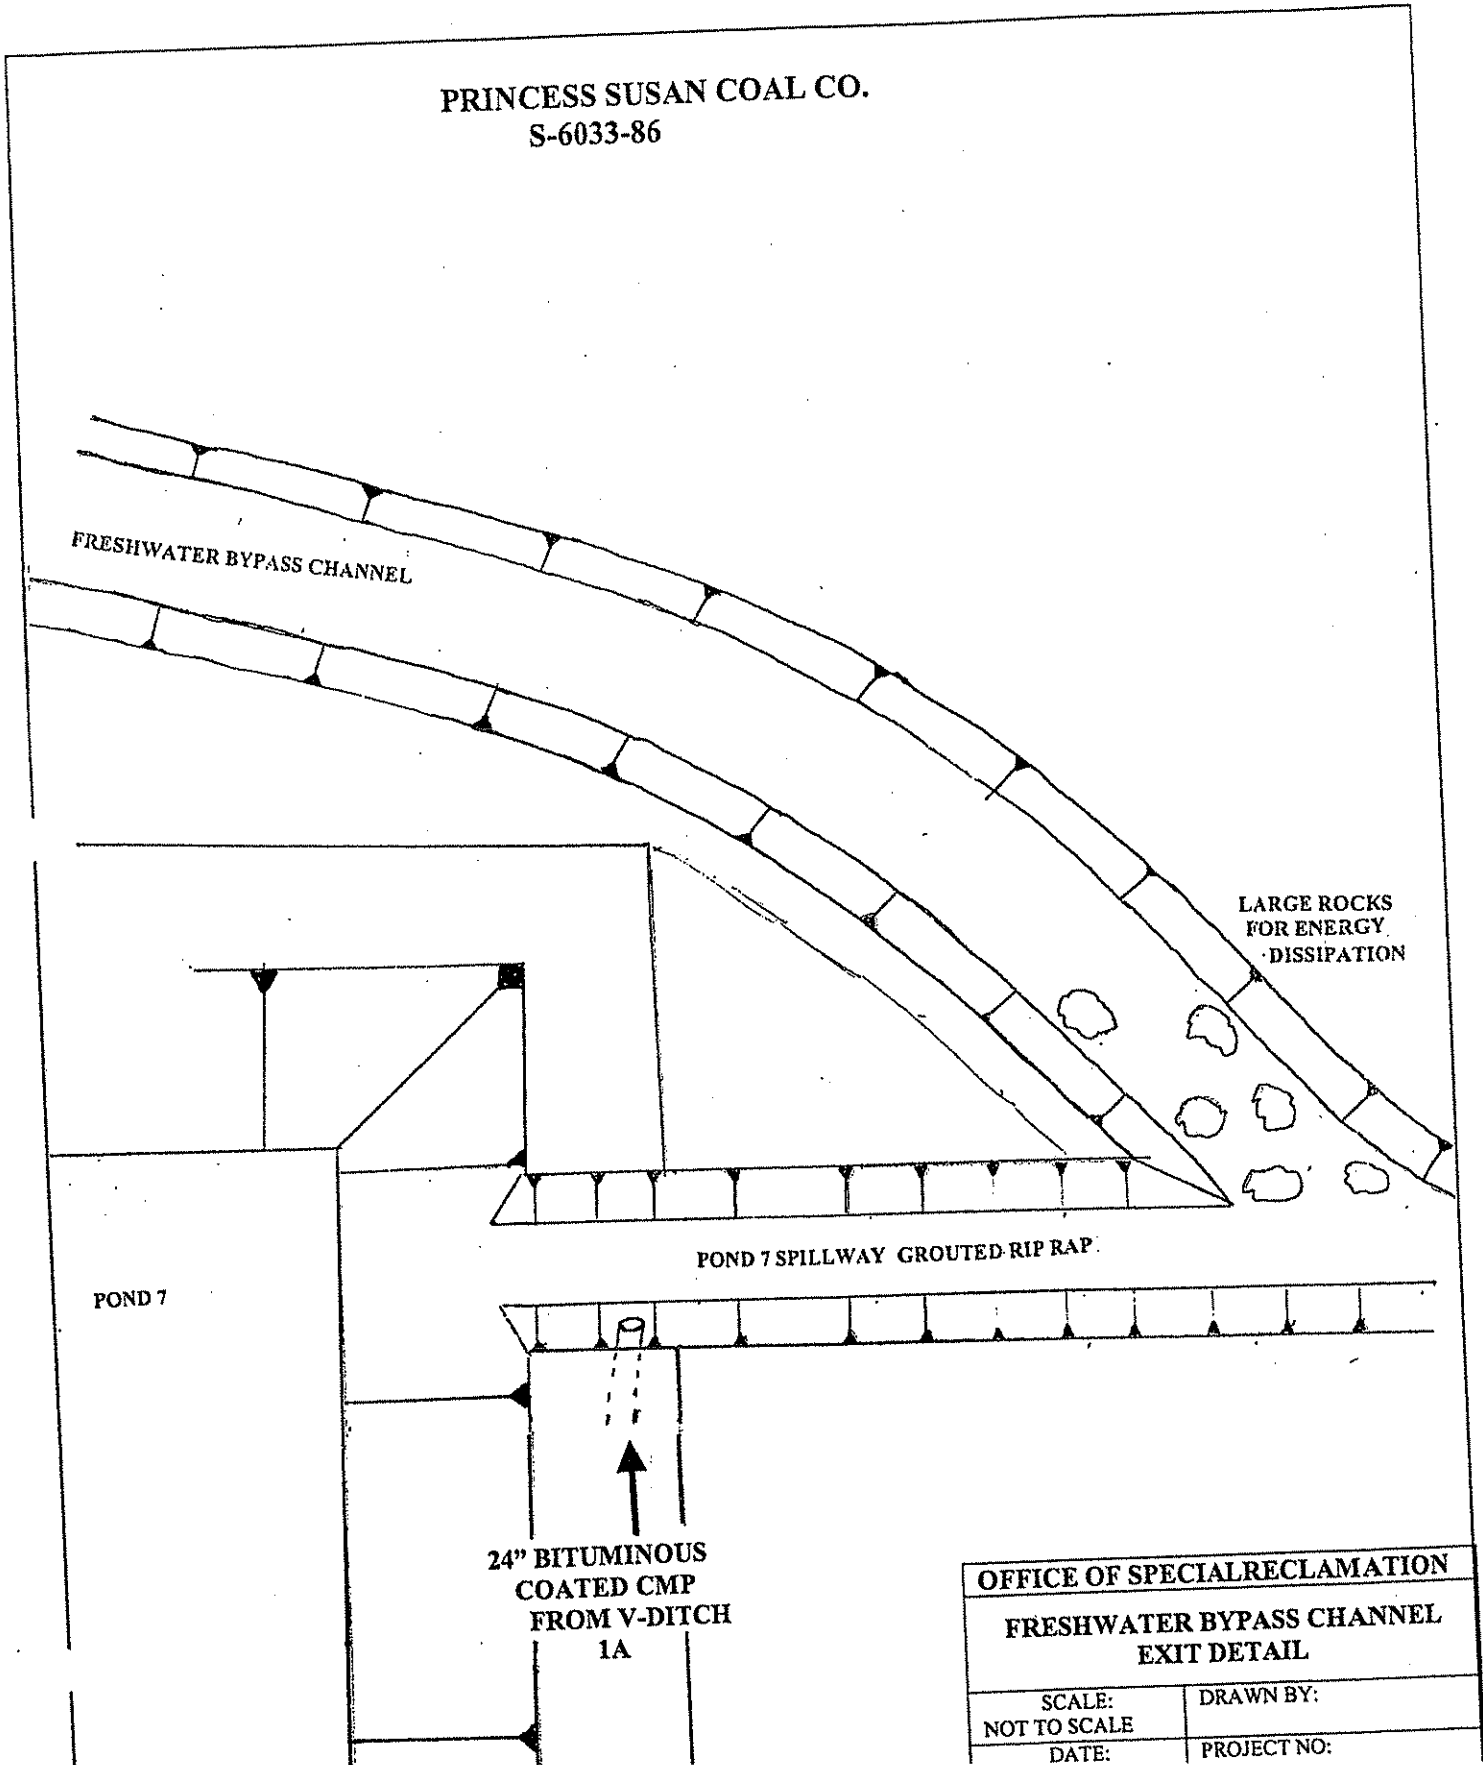 PRINCESS SUSAN COAL CO.
S-6033-86
FRESHWATER BYPASS CHANNEL
LARGE ROCKS
FOR ENERGY
DISSIPATION
POND 7 SPILLWAY GROUTED RIP RAP
POND 7
24” BITUMINOUS
COATED CMP
FROM V-DITCH
1A
OFFICE OF SPECIALRECLAMATION
FRESHWATER BYPASS CHANNEL
EXIT DETAIL
SCALE:
NOT TO SCALE
DRAWN BY:
DATE:
PROJECT NO: